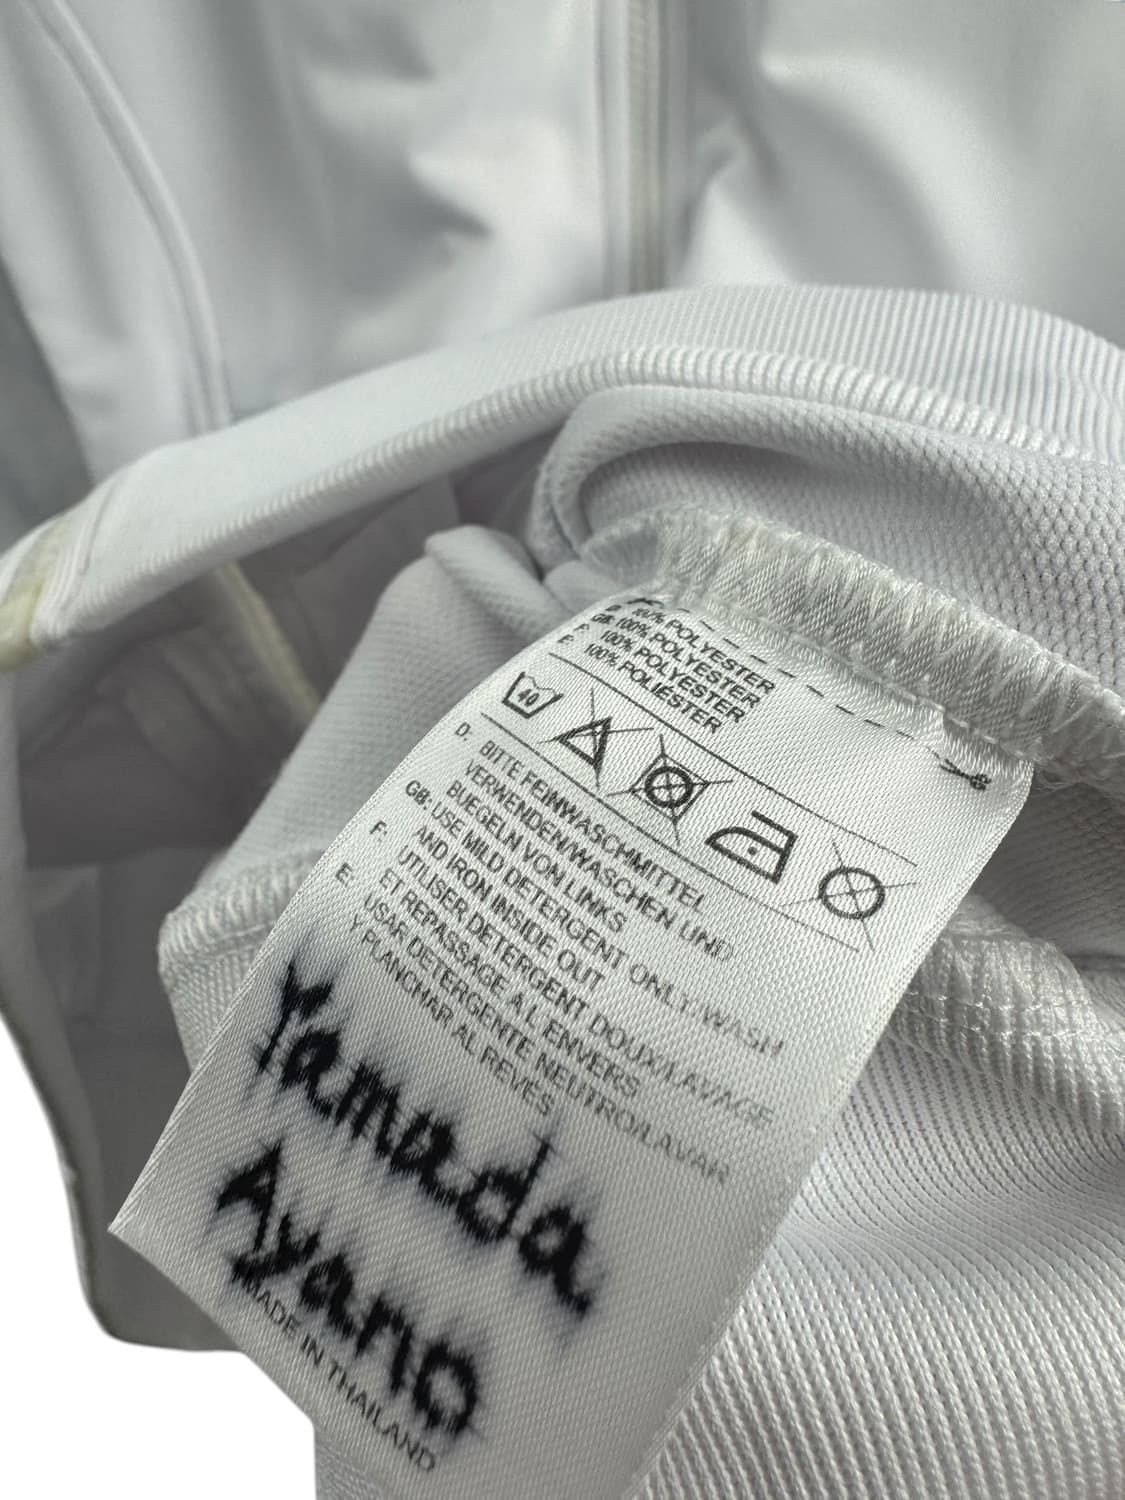 D: 100% POLYESTER
GB: 100% POLYESTER
F: 100% POLYESTER
E: 100% POLIÉSTER
40
D: BITTE FEINWASCHMITTEL
VERWENDEN/WASCHEN UND
BUEGELN VON LINKS
GB: USE MILD DETERGENT ONLY/WASH
AND IRON INSIDE OUT
F: UTILISER DETERGENT DOUX/LAVAGE
ET REPASSAGE A L ENVERS
E: USAR DETERGENTE NEUTRO/LAVAR
Y PLANCHAR AL REVÉS
Yamada
Ayano
MADE IN THAILAND